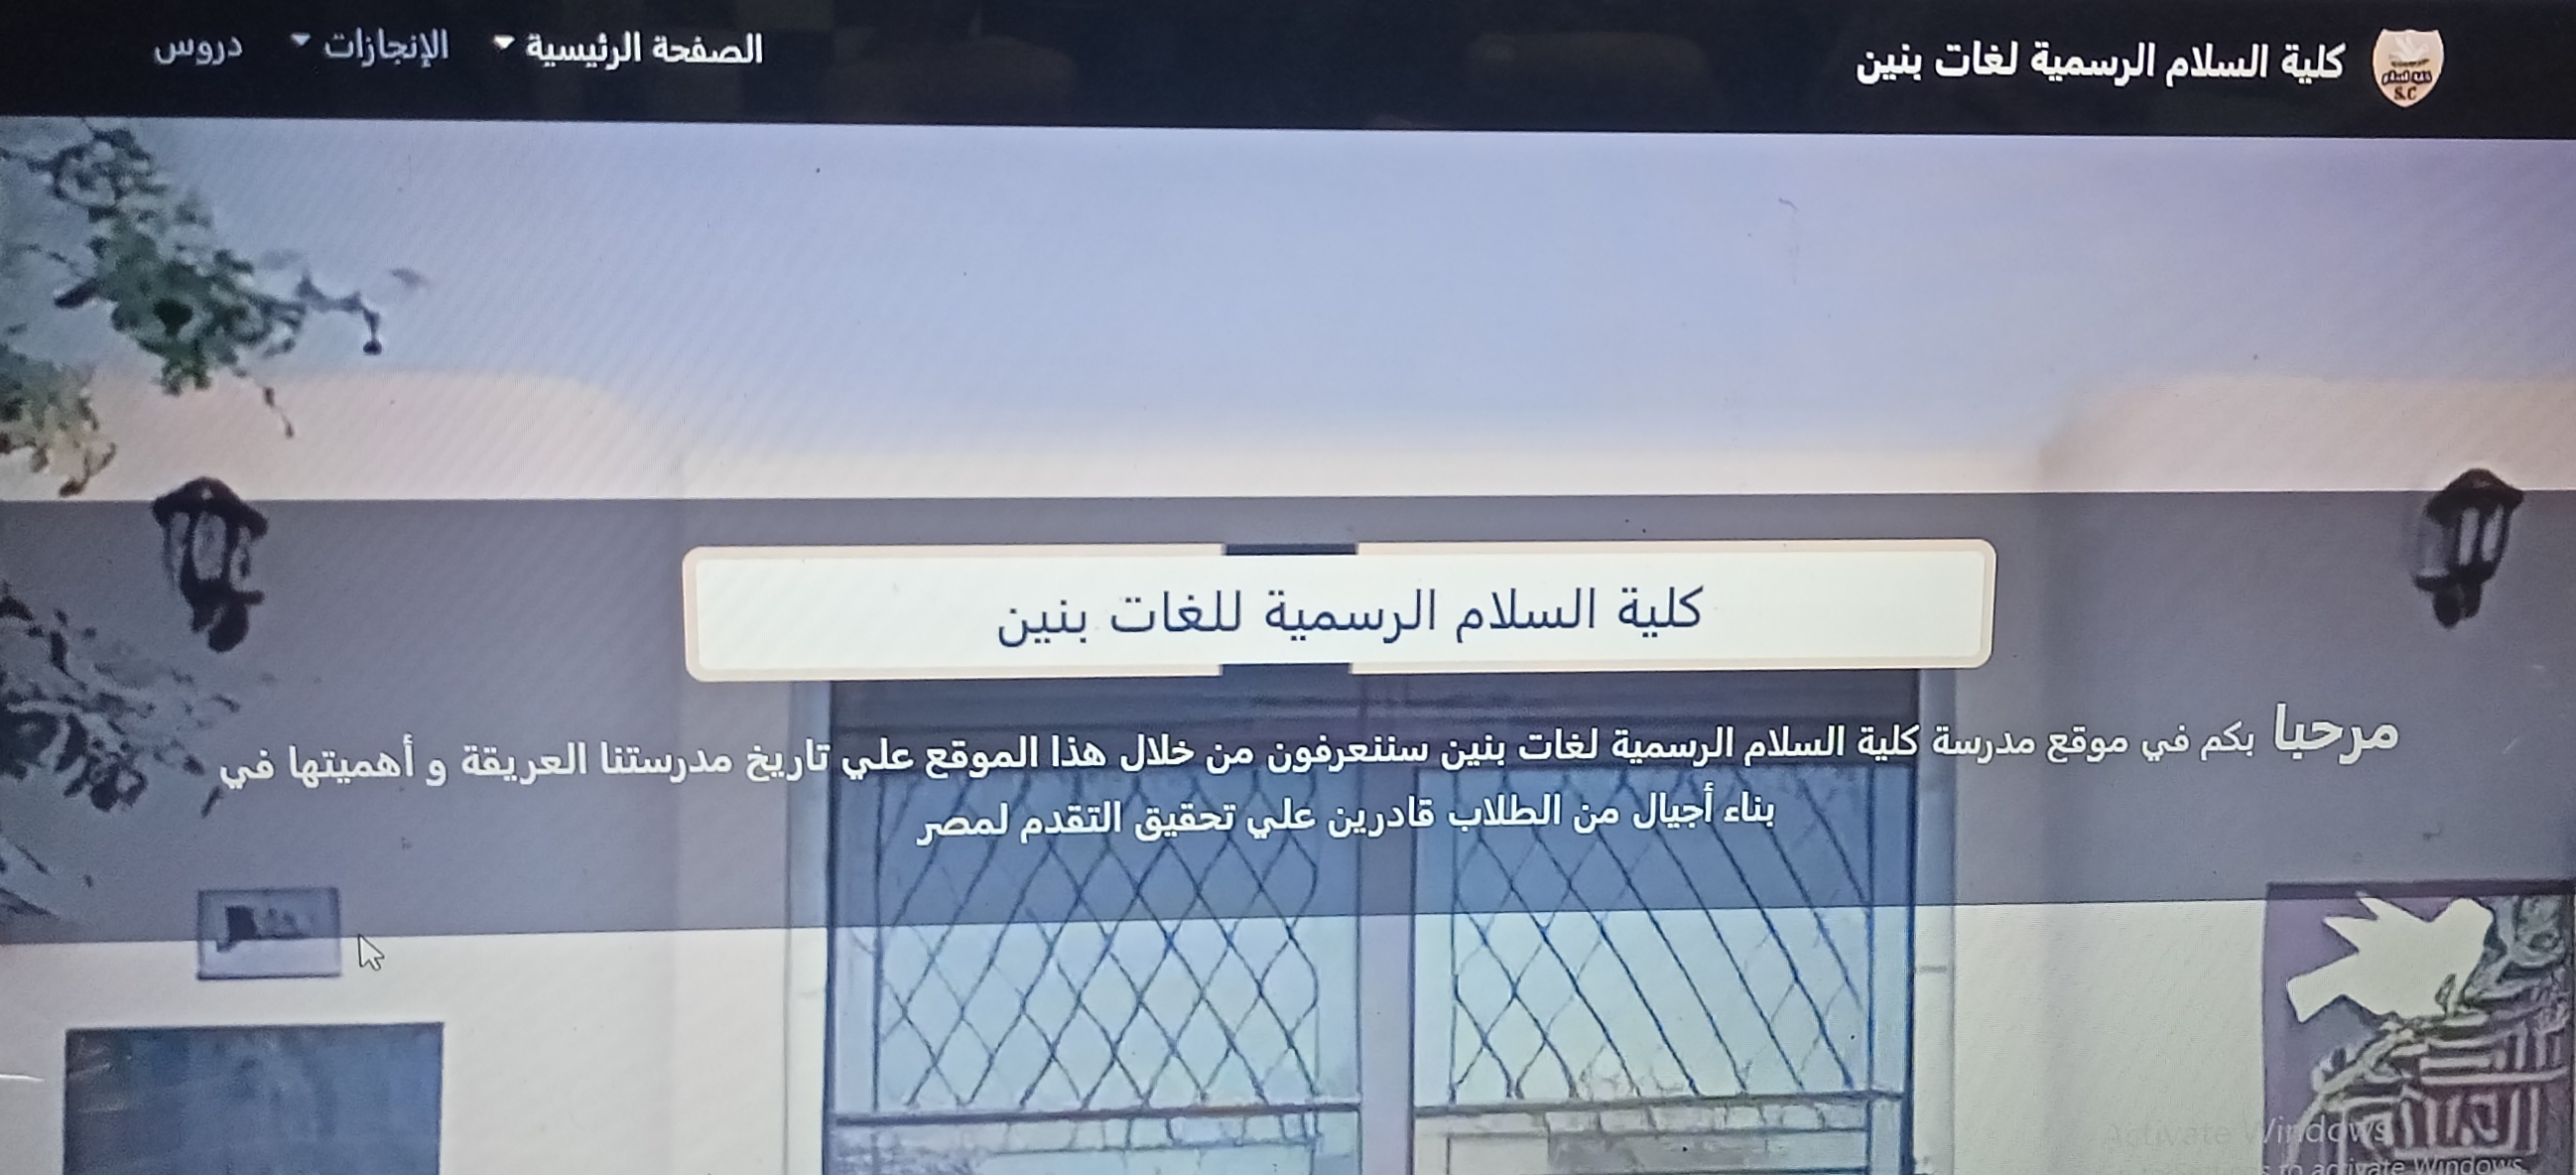 كلية السلام الرسمية لغات بنين
الصفحة الرئيسية
الإنجازات
دروس
S.C
كلية السلام الرسمية للغات بنين
مرحبا بكم في موقع مدرسة كلية السلام الرسمية لغات بنين سنتعرفون من خلال هذا الموقع علي تاريخ مدرستنا العريقة و أهميتها في
بناء أجيال من الطلاب قادرين علي تحقيق التقدم لمصر
Activate Windows
to activate Windows